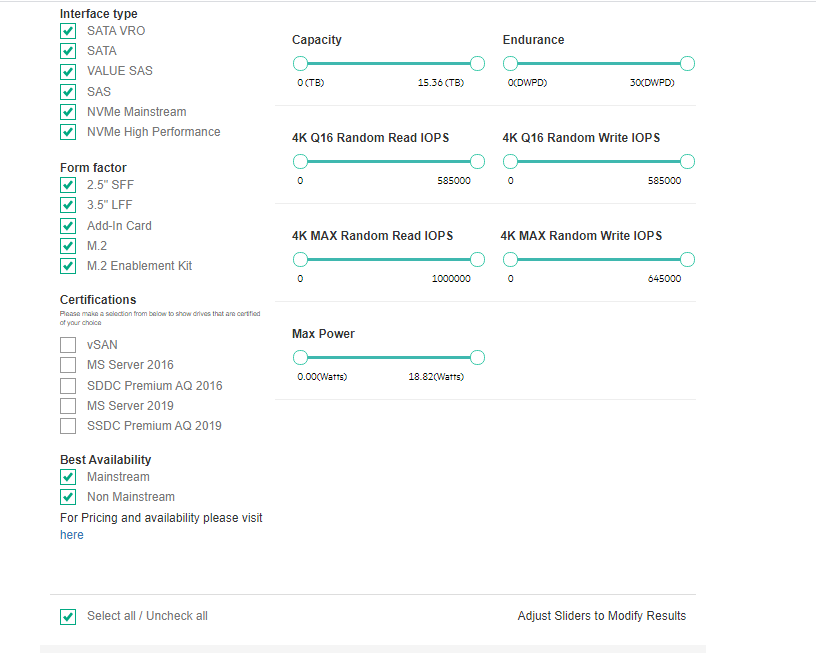 Interface type
SATA VRO
SATA
VALUE SAS
SAS
NVMe Mainstream
NVMe High Performance
Form factor
2.5" SFF
3.5" LFF
Add-In Card
M.2
M.2 Enablement Kit
Certifications
Please make a selection from below to show drives that are certified
of your choice
vSAN
MS Server 2016
SDDC Premium AQ 2016
MS Server 2019
SSDC Premium AQ 2019
Best Availability
Mainstream
Non Mainstream
For Pricing and availability please visit
here
Capacity
0 (TB) 15.36 (TB)
Endurance
0(DWPD) 30(DWPD)
4K Q16 Random Read IOPS
0 585000
4K Q16 Random Write IOPS
0 585000
4K MAX Random Read IOPS
0 1000000
4K MAX Random Write IOPS
0 645000
Max Power
0.00(Watts) 18.82(Watts)
Select all / Uncheck all
Adjust Sliders to Modify Results